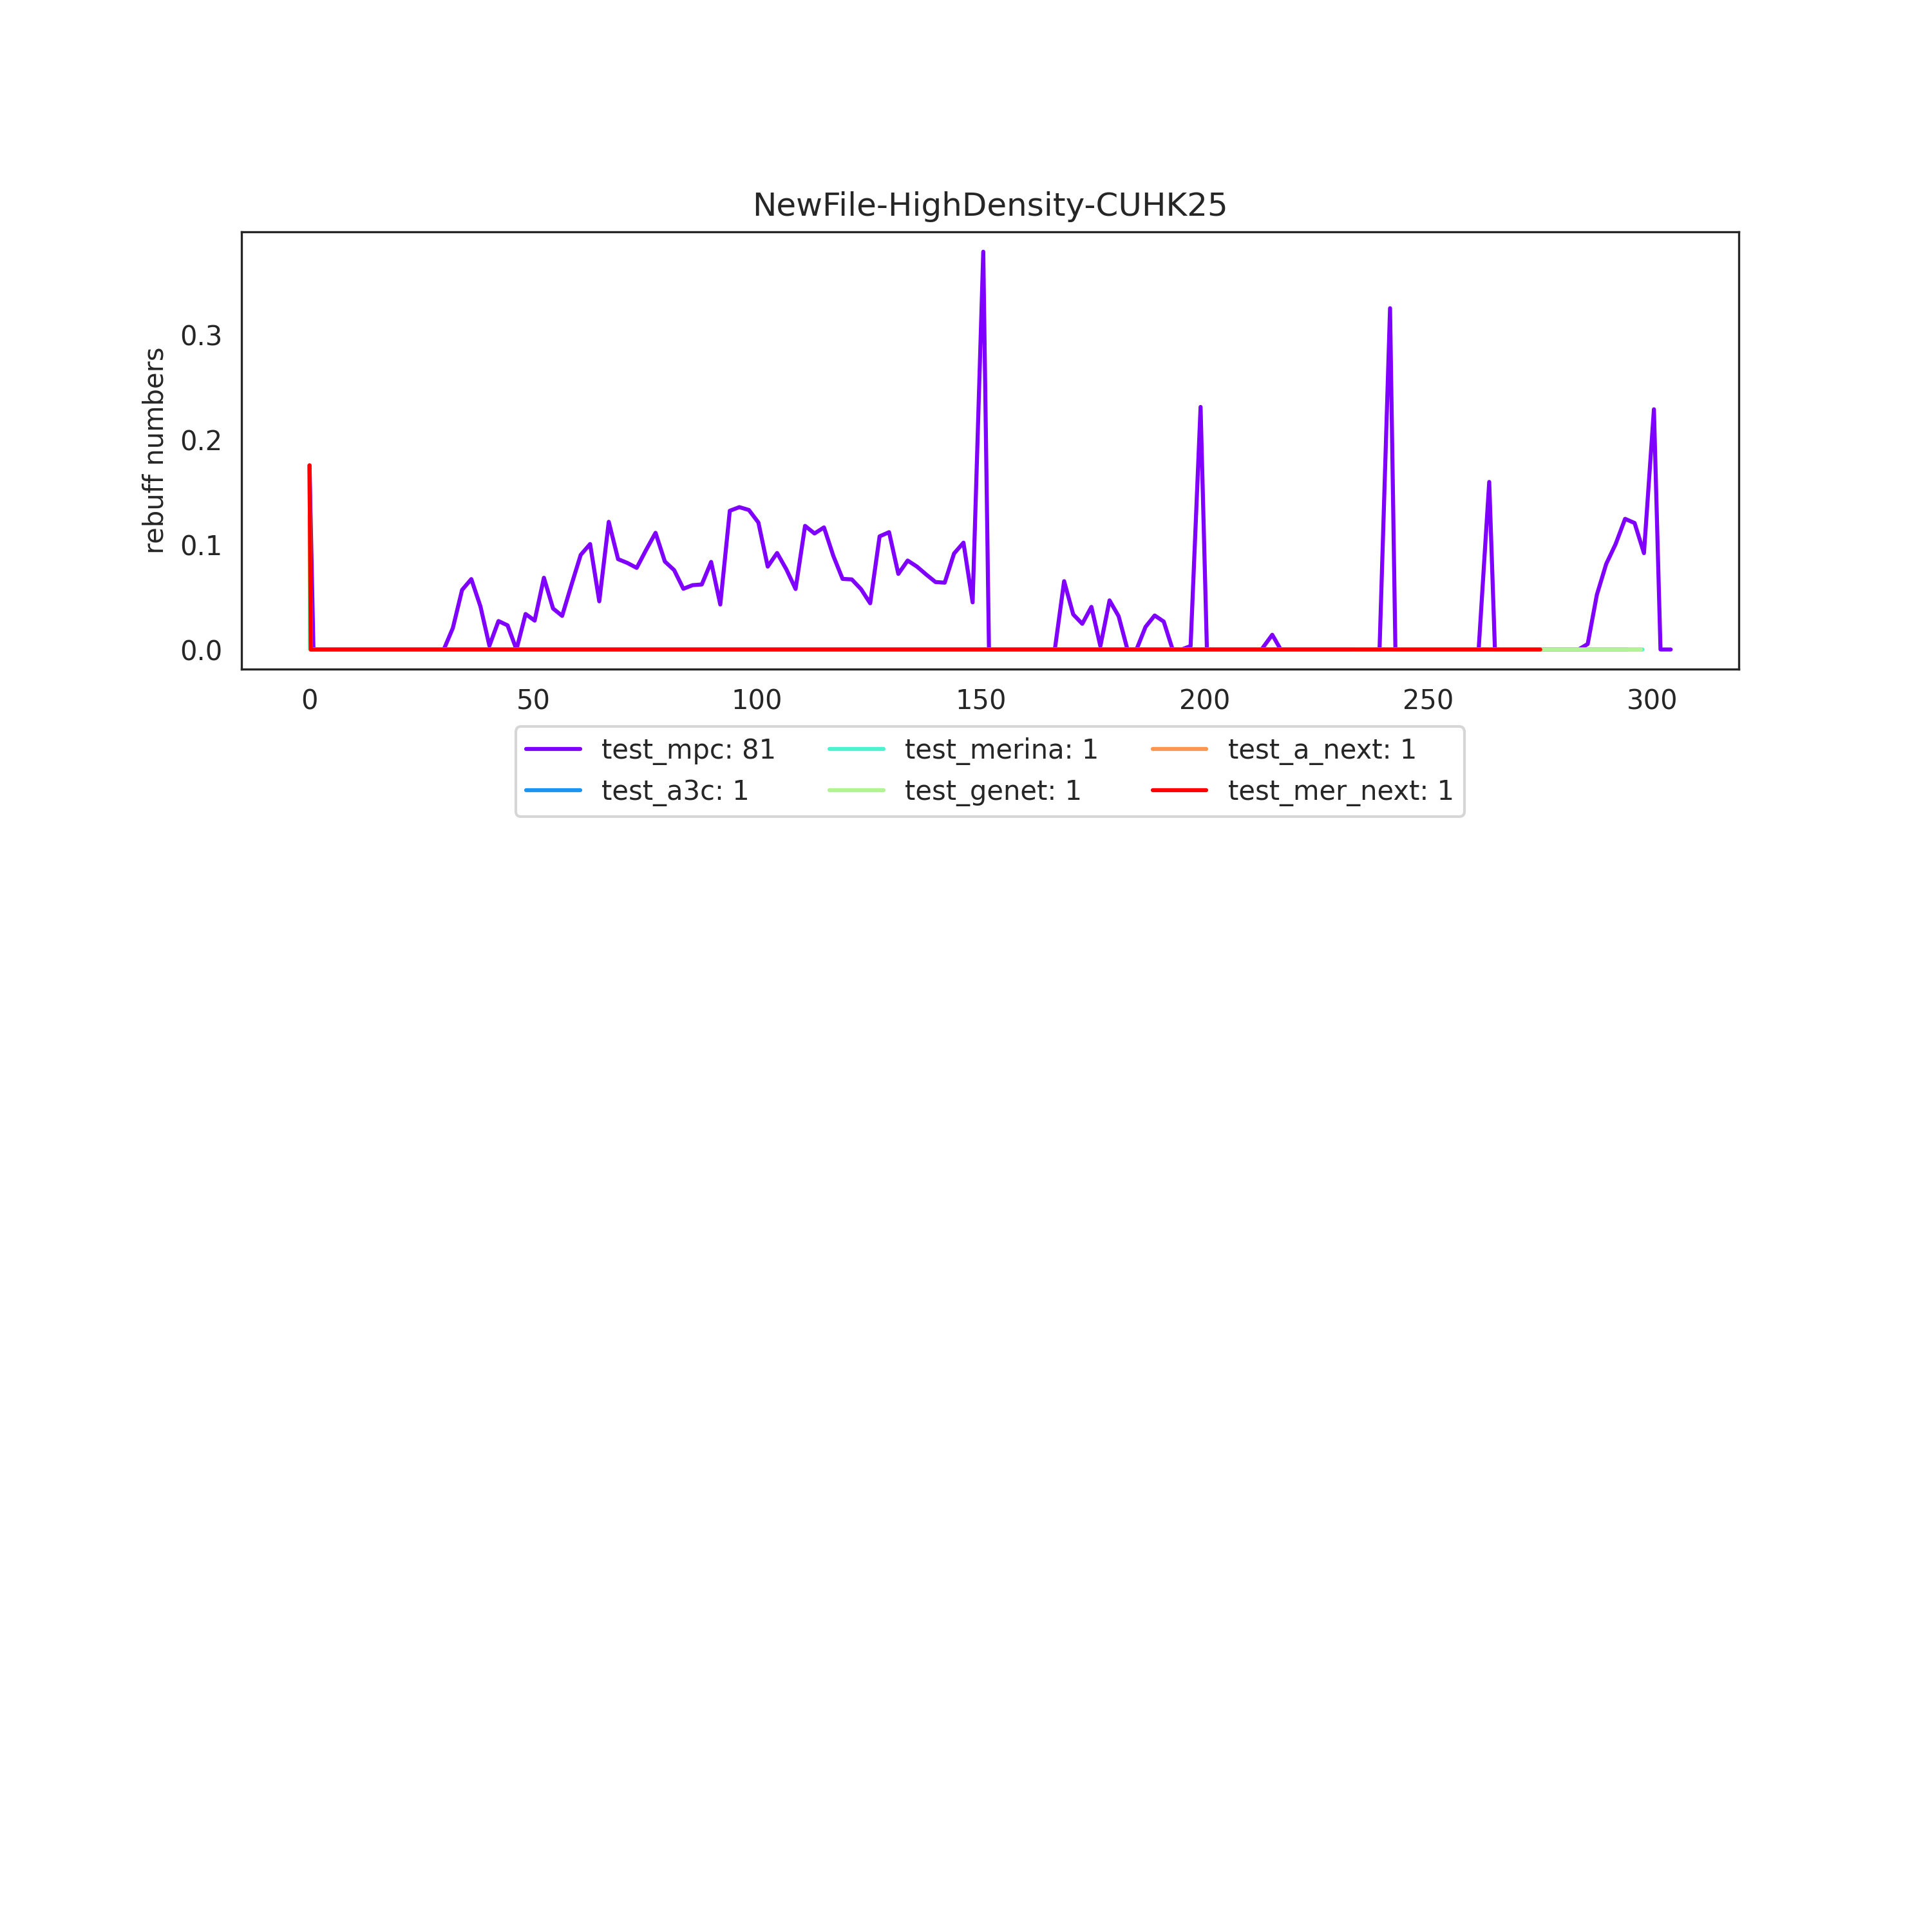 NewFile-HighDensity-CUHK25
rebuff numbers
0.3
0.2
0.1
0.0
0 50 100 150 200 250 300
test_mpc: 81 test_merina: 1 test_a_next: 1
test_a3c: 1 test_genet: 1 test_mer_next: 1